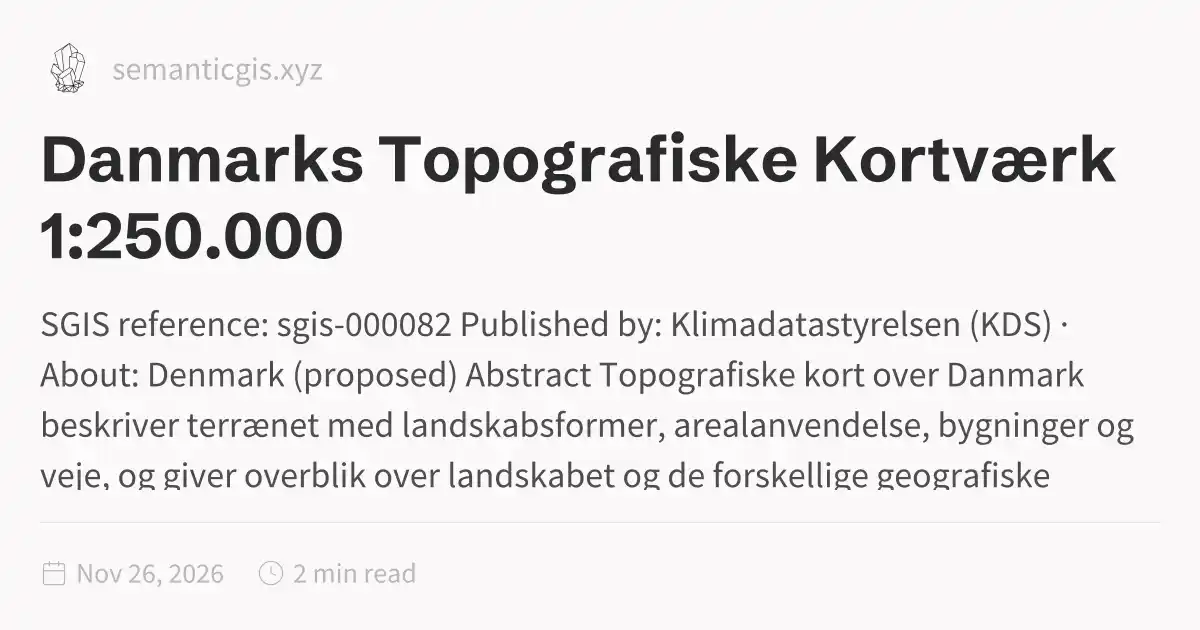 semanticgis.xyz
Danmarks Topografiske Kortværk
1:250.000
SGIS reference: sgis-000082 Published by: Klimadatastyrelsen (KDS) ·
About: Denmark (proposed) Abstract Topografiske kort over Danmark
beskriver terrænet med landskabsformer, arealanvendelse, bygninger og
veje, og giver overblik over landskabet og de forskellige geografiske
Nov 26, 2026
2 min read